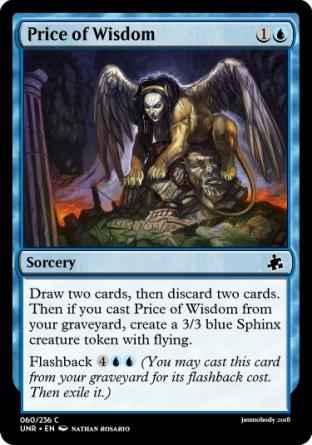 Price of Wisdom 1
Sorcery
Draw two cards, then discard two cards.
Then if you cast Price of Wisdom from
your graveyard, create a 3/3 blue Sphinx
creature token with flying.
Flashback 4 (You may cast this card
from your graveyard for its flashback cost.
Then exile it.)
060/236 C justnobody 2018
UNR • EN NATHAN ROSARIO